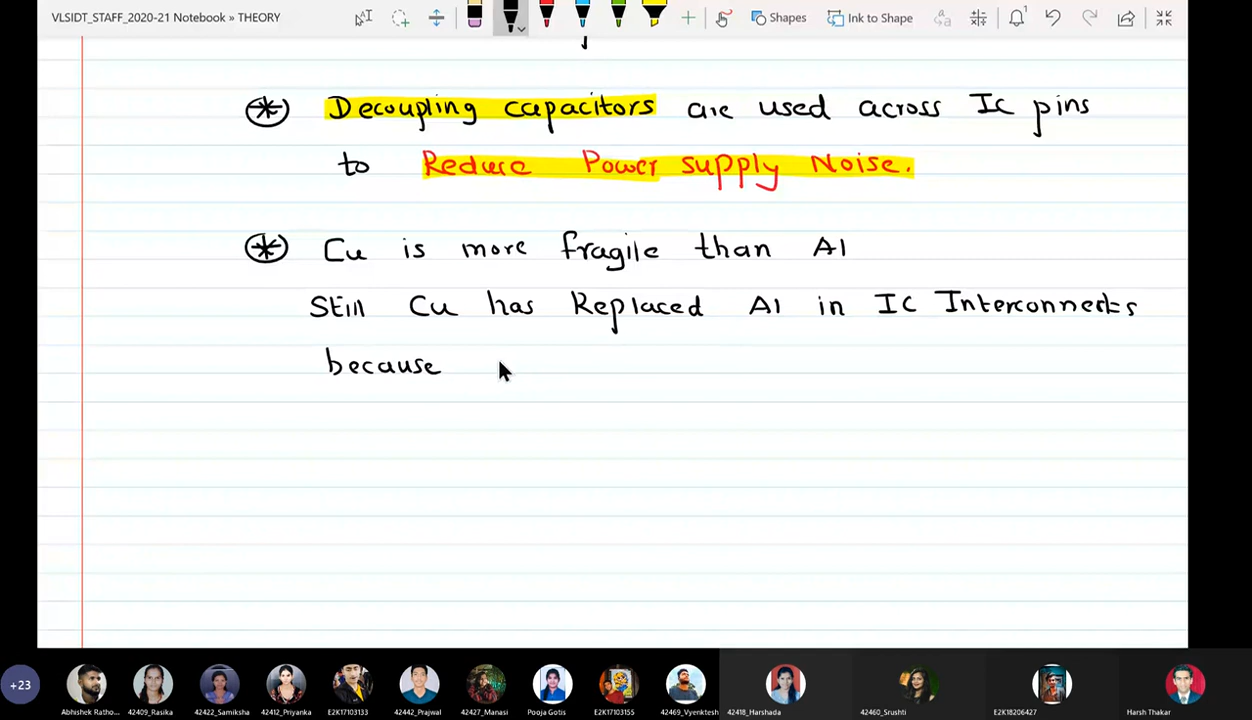 VLSIDT_STAFF_2020-21 Notebook » THEORY
Shapes
Ink to Shape
Decoupling capacitors are used across Ic pins
to Reduce Power supply Noise.
Cu is more fragile than Al
Still Cu has Replaced Al in IC Interconnects
because
+23
Abhishek Ratho...
42409_Rasika
42422_Samiksha
42412_Priyanka
E2K17103133
42442_Prajwal
42427_Manasi
Pooja Gotis
E2K17103155
42469_Vyenktesh
42418_Harshada
42460_Srushti
E2K18206427
Harsh Thakar